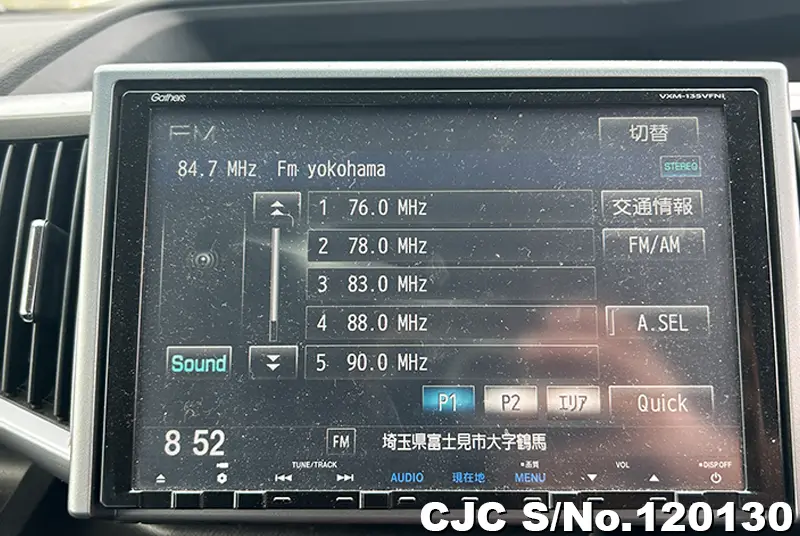 Gathers VXM-135VFNi
FM 切替
84.7 MHz Fm yokohama STEREO
1 76.0 MHz 交通情報
2 78.0 MHz FM/AM
3 83.0 MHz
4 88.0 MHz A.SEL
Sound 5 90.0 MHz
P1 P2 エリア Quick
8 52 FM 埼玉県富士見市大字鶴馬
TUNE/TRACK 画質 VOL DISP OFF
AUDIO 現在地 MENU
CJC S/No.120130